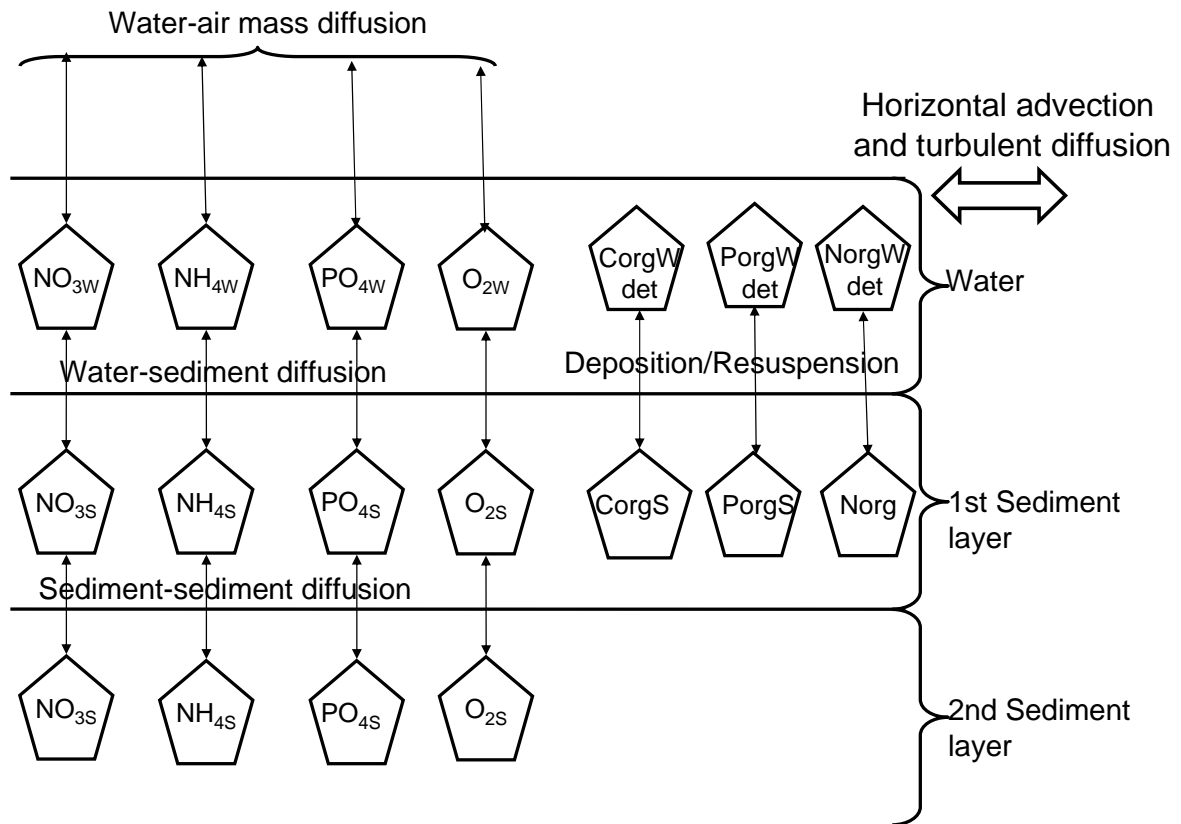 Water-air mass diffusion
Horizontal advection
and turbulent diffusion
NO3W
NH4W
PO4W
O2W
CorgW
det
PorgW
det
NorgW
det
Water
Water-sediment diffusion
Deposition/Resuspension
NO3S
NH4S
PO4S
O2S
CorgS
PorgS
Norg
1st Sediment
layer
Sediment-sediment diffusion
NO3S
NH4S
PO4S
O2S
2nd Sediment
layer